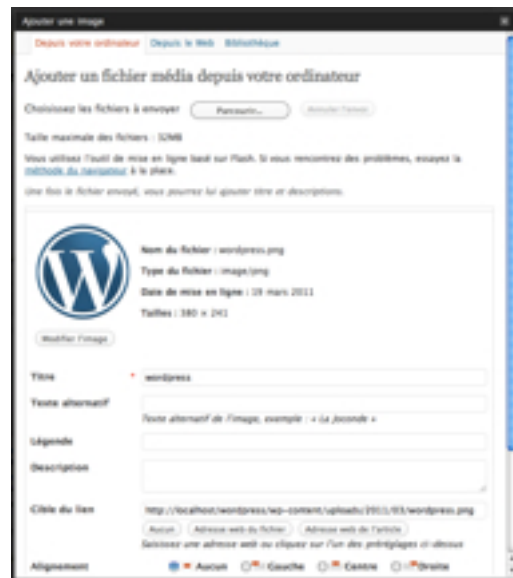 Ajouter une image
Depuis votre ordinateur Depuis le Web Bibliothèque
Ajouter un fichier média depuis votre ordinateur
Choisissez les fichiers à envoyer Parcourir... Annuler l'envoi
Taille maximale des fichiers : 32MB
Vous utilisez l'outil de mise en ligne basé sur Flash. Si vous rencontrez des problèmes, essayez la
méthode du navigateur à la place.
Une fois le fichier envoyé, vous pourrez lui ajouter titre et descriptions.
Nom du fichier : wordpress.png
Type du fichier : image/png
Date de mise en ligne : 19 mars 2011
Tailles : 380 × 241
Modifier l'image
Titre * wordpress
Texte alternatif
Texte alternatif de l'image, exemple : « La Joconde »
Légende
Description
Cible du lien http://localhost/wordpress/wp-content/uploads/2011/03/wordpress.png
Aucun Adresse web du fichier Adresse web de l'article
Saisissez une adresse web ou cliquez sur l'un des préréglages ci-dessus
Alignement Aucun Gauche Centre Droite